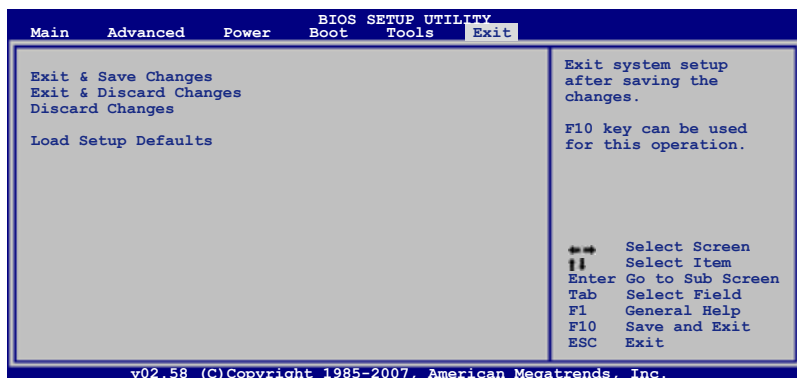 BIOS SETUP UTILITY
Main Advanced Power Boot Tools Exit
Exit & Save Changes
Exit & Discard Changes
Discard Changes
Load Setup Defaults
Exit system setup
after saving the
changes.
F10 key can be used
for this operation.
←→ Select Screen
↑↓ Select Item
Enter Go to Sub Screen
Tab Select Field
F1 General Help
F10 Save and Exit
ESC Exit
v02.58 (C)Copyright 1985-2007, American Megatrends, Inc.